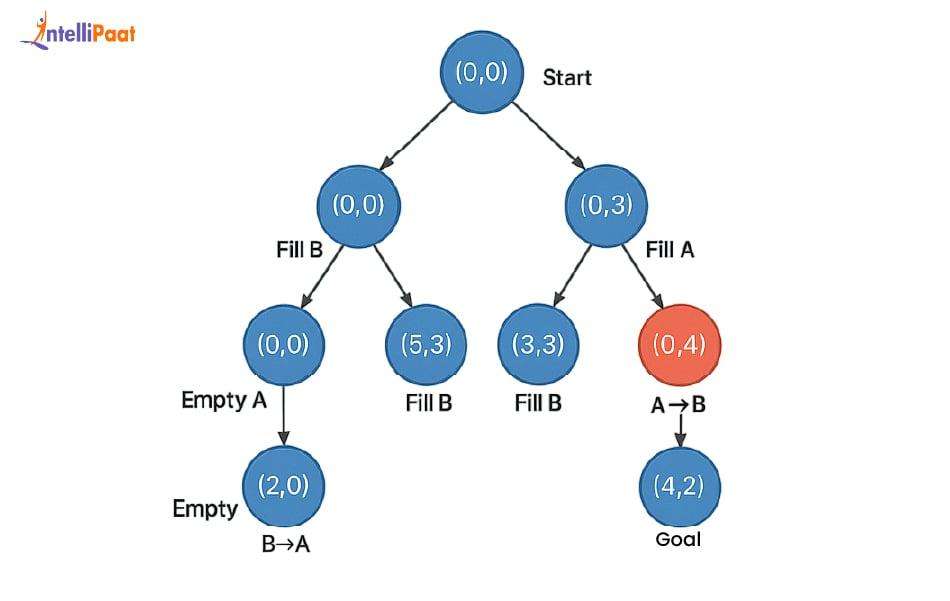 IntelliPaat
(0,0) Start
(0,0) (0,3)
Fill B Fill A
(0,0) (5,3) (3,3) (0,4)
Empty A Fill B Fill B A→B
(2,0) (4,2)
Empty Goal
B→A